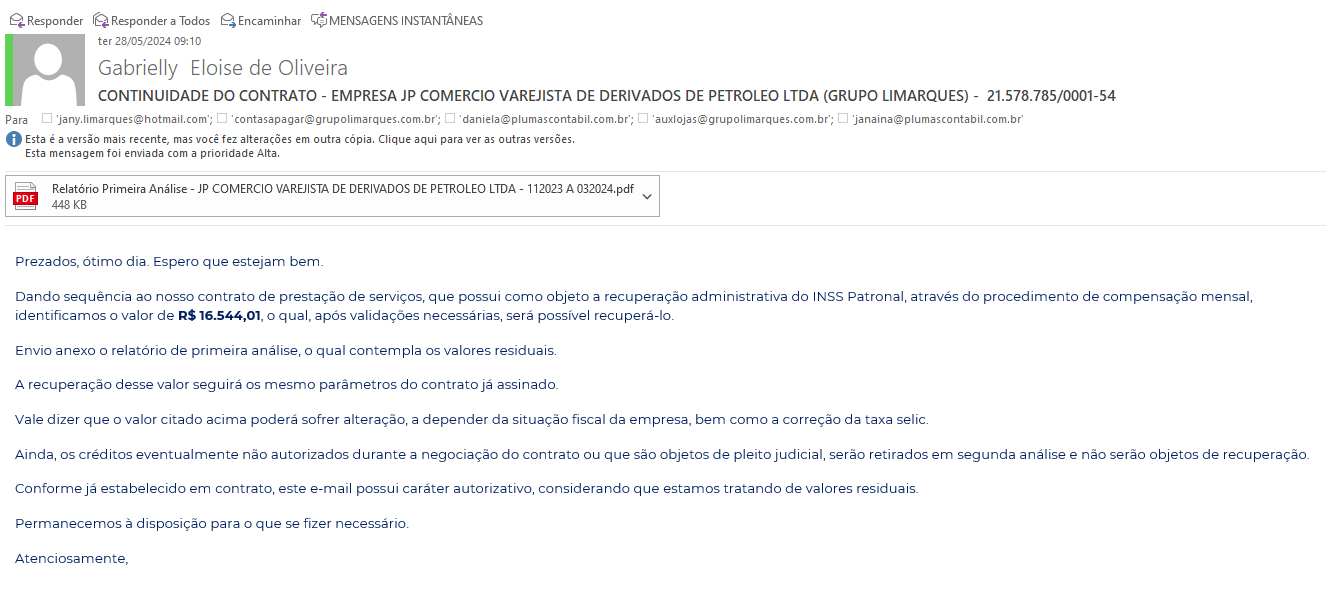 Responder Responder a Todos Encaminhar MENSAGENS INSTANTÂNEAS
ter 28/05/2024 09:10
Gabrielly Eloise de Oliveira
CONTINUIDADE DO CONTRATO - EMPRESA JP COMERCIO VAREJISTA DE DERIVADOS DE PETROLEO LTDA (GRUPO LIMARQUES) - 21.578.785/0001-54
Para 'jany.limarques@hotmail.com'; 'contasapagar@grupolimarques.com.br'; 'daniela@plumascontabil.com.br'; 'auxlojas@grupolimarques.com.br'; 'janaina@plumascontabil.com.br'
Esta é a versão mais recente, mas você fez alterações em outra cópia. Clique aqui para ver as outras versões.
Esta mensagem foi enviada com a prioridade Alta.
Relatório Primeira Análise - JP COMERCIO VAREJISTA DE DERIVADOS DE PETROLEO LTDA - 112023 A 032024.pdf
PDF
448 KB
Prezados, ótimo dia. Espero que estejam bem.
Dando sequência ao nosso contrato de prestação de serviços, que possui como objeto a recuperação administrativa do INSS Patronal, através do procedimento de compensação mensal,
identificamos o valor de R$ 16.544,01, o qual, após validações necessárias, será possível recuperá-lo.
Envio anexo o relatório de primeira análise, o qual contempla os valores residuais.
A recuperação desse valor seguirá os mesmo parâmetros do contrato já assinado.
Vale dizer que o valor citado acima poderá sofrer alteração, a depender da situação fiscal da empresa, bem como a correção da taxa selic.
Ainda, os créditos eventualmente não autorizados durante a negociação do contrato ou que são objetos de pleito judicial, serão retirados em segunda análise e não serão objetos de recuperação.
Conforme já estabelecido em contrato, este e-mail possui caráter autorizativo, considerando que estamos tratando de valores residuais.
Permanecemos à disposição para o que se fizer necessário.
Atenciosamente,